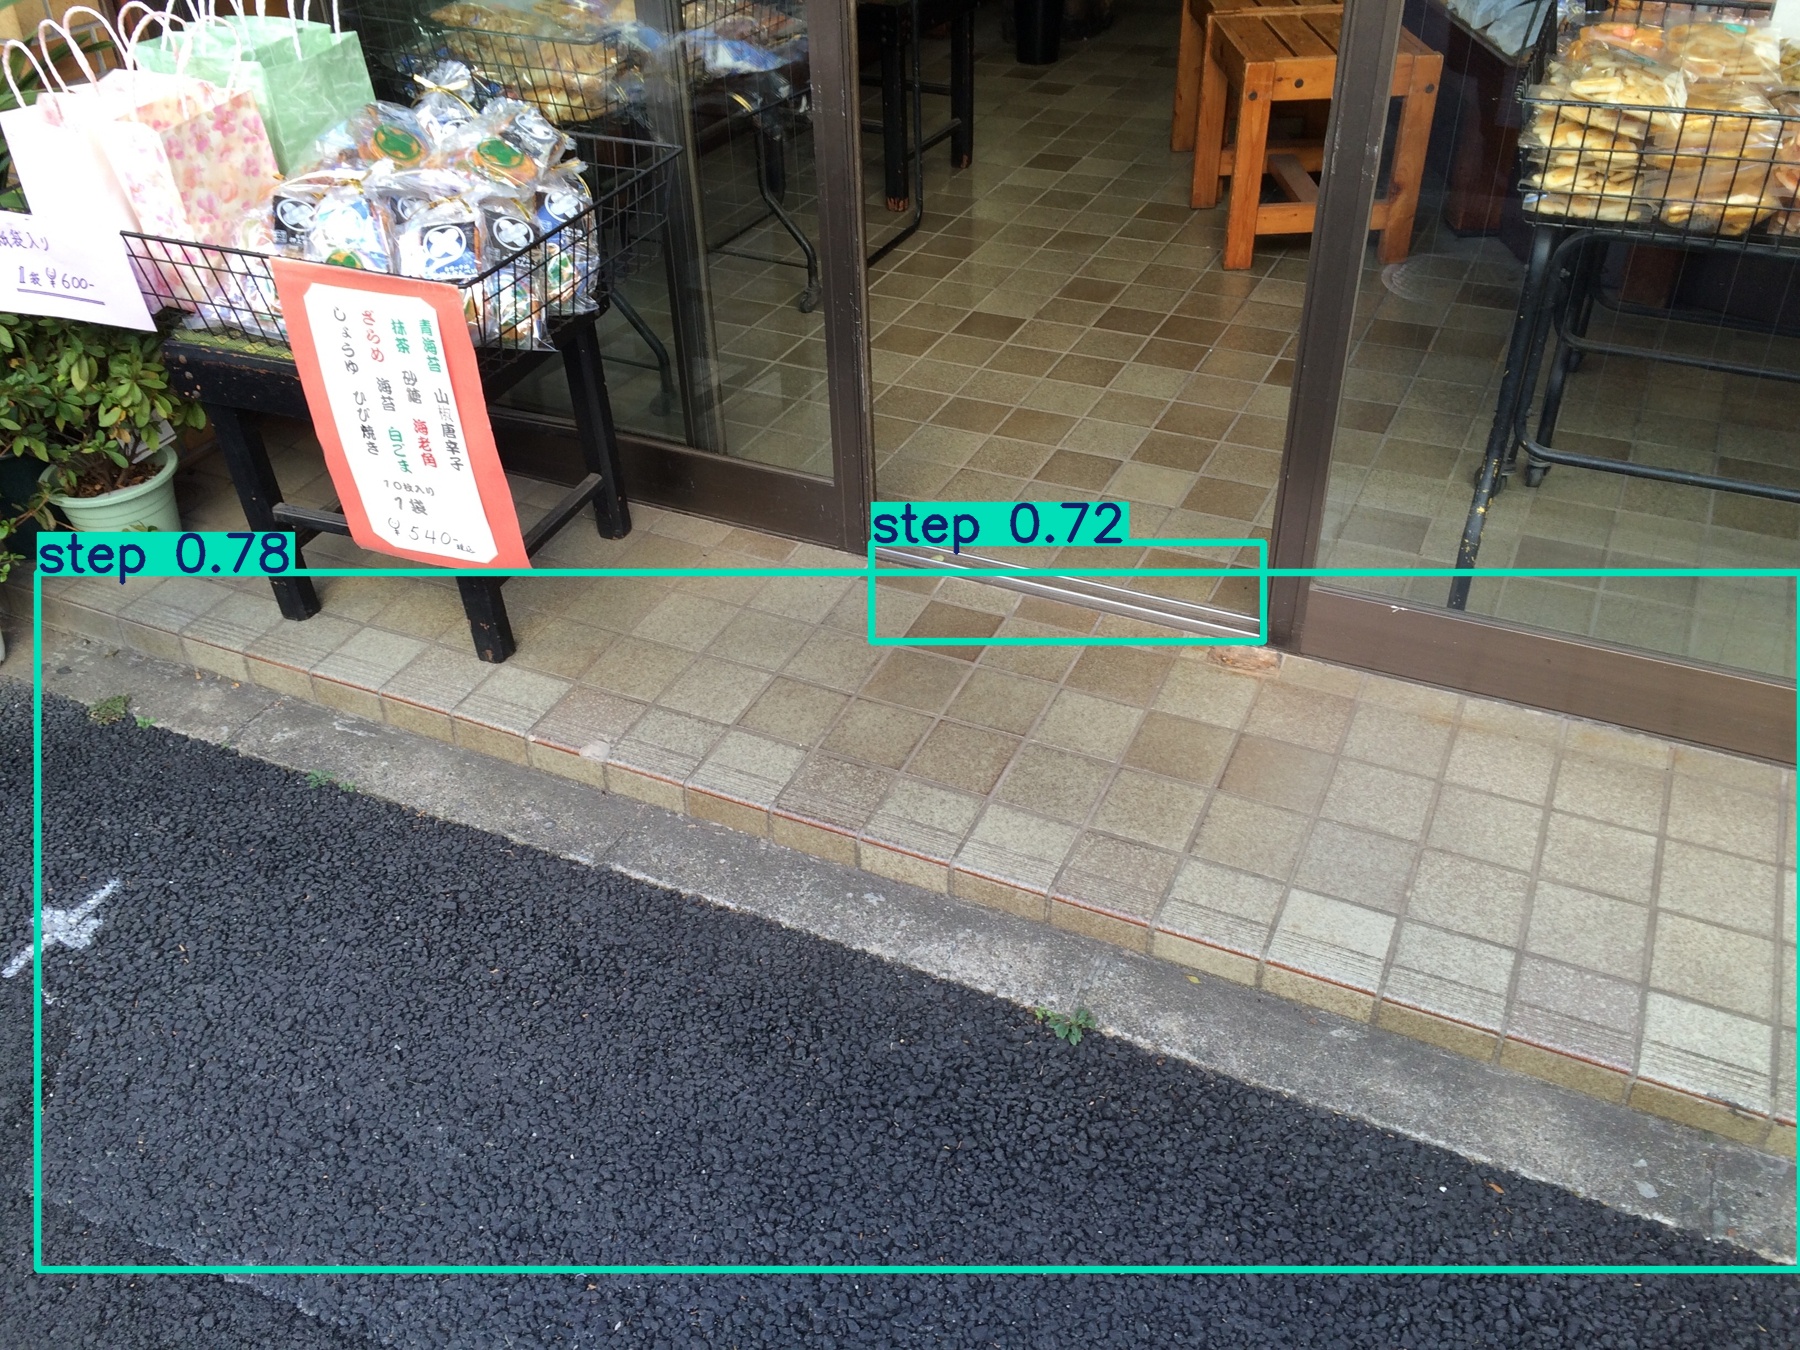 紙袋入り
1袋 ¥600-
青海苔 山椒唐辛子
抹茶 砂糖 海老角
ざらめ 海苔 白ごま
しょうゆ ひび焼き
10枚入り
1袋
¥540-税込
step 0.78
step 0.72